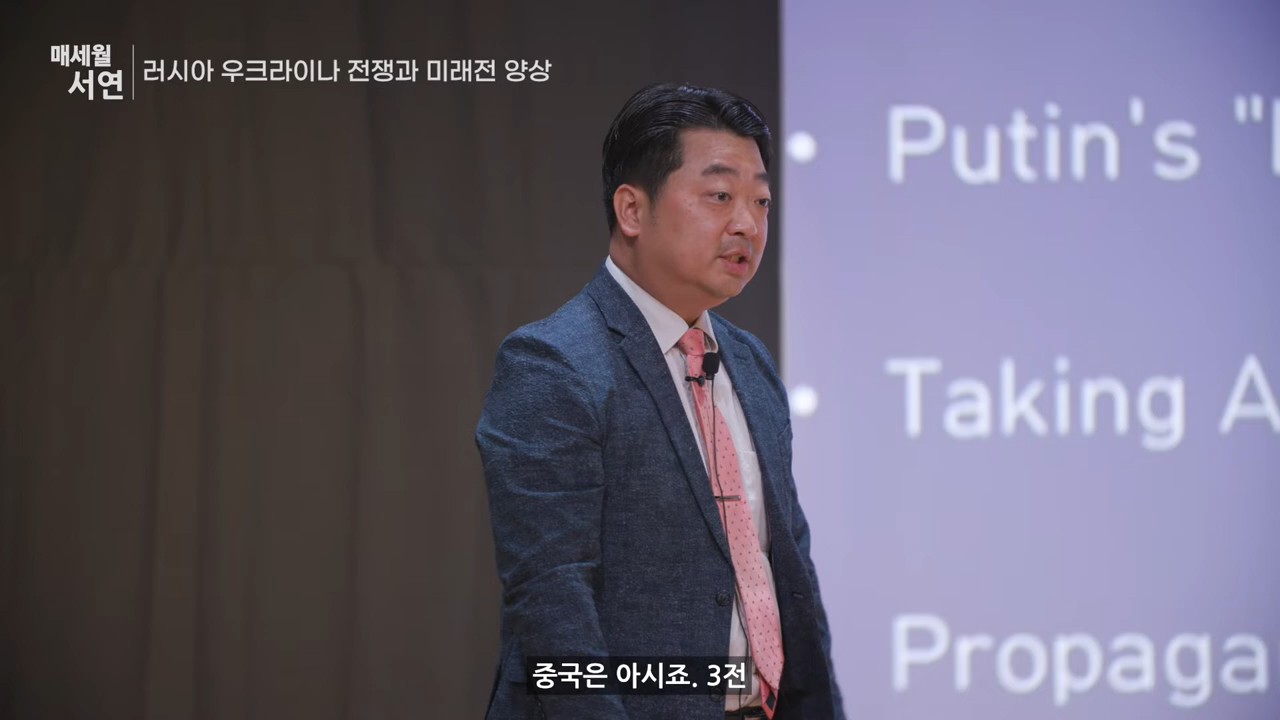 매세월
서연
러시아 우크라이나 전쟁과 미래전 양상
Putin's "
Taking A
Propaga
중국은 아시죠. 3전